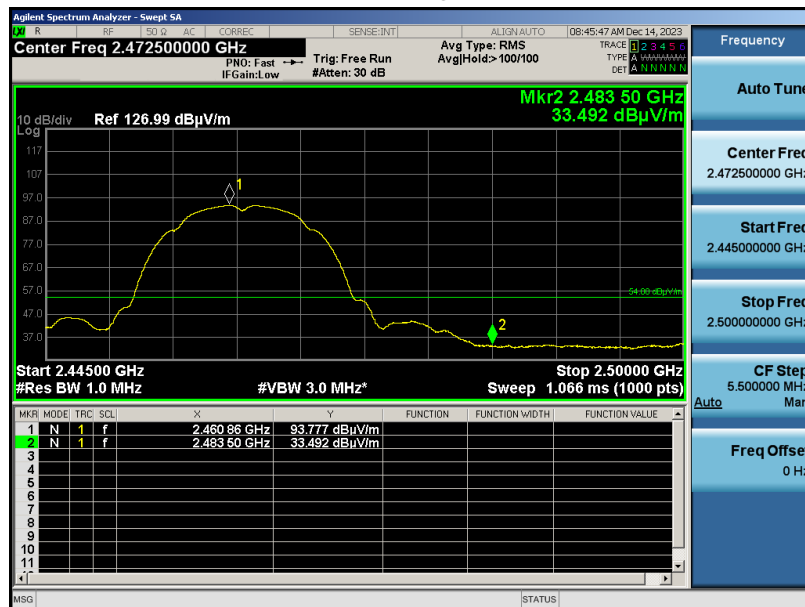 Agilent Spectrum Analyzer - Swept SA
R RF 50 Ω AC CORREC SENSE:INT ALIGN AUTO 08:45:47 AM Dec 14, 2023
Center Freq 2.472500000 GHz
PNO: Fast
IFGain:Low
Trig: Free Run
#Atten: 30 dB
Avg Type: RMS
Avg|Hold:>100/100
TRACE 1 2 3 4 5 6
TYPE A WWWWW
DET A N N N N N
Mkr2 2.483 50 GHz
33.492 dBµV/m
10 dB/div Ref 126.99 dBµV/m
Log
117
107
97.0
87.0
77.0
67.0
57.0
47.0
37.0
1
2
54.00 dBµV/m
Start 2.44500 GHz Stop 2.50000 GHz
#Res BW 1.0 MHz #VBW 3.0 MHz* Sweep 1.066 ms (1000 pts)
MKR MODE TRC SCL X Y FUNCTION FUNCTION WIDTH FUNCTION VALUE
1 N 1 f 2.460 86 GHz 93.777 dBµV/m
2 N 1 f 2.483 50 GHz 33.492 dBµV/m
3
4
5
6
7
8
9
10
11
MSG STATUS
Frequency
Auto Tune
Center Freq
2.472500000 GHz
Start Freq
2.445000000 GHz
Stop Freq
2.500000000 GHz
CF Step
5.500000 MHz
Auto Man
Freq Offset
0 Hz